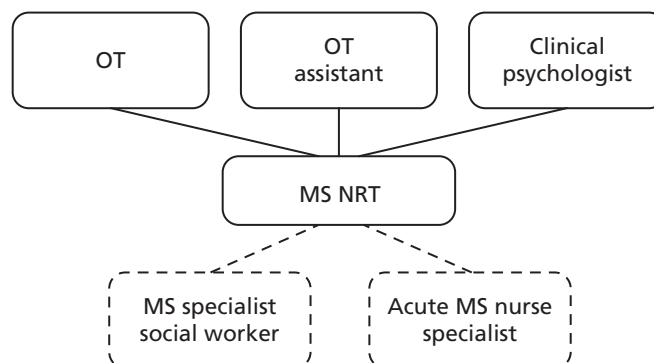 OT
OT
assistant
Clinical
psychologist
MS NRT
MS specialist
social worker
Acute MS nurse
specialist